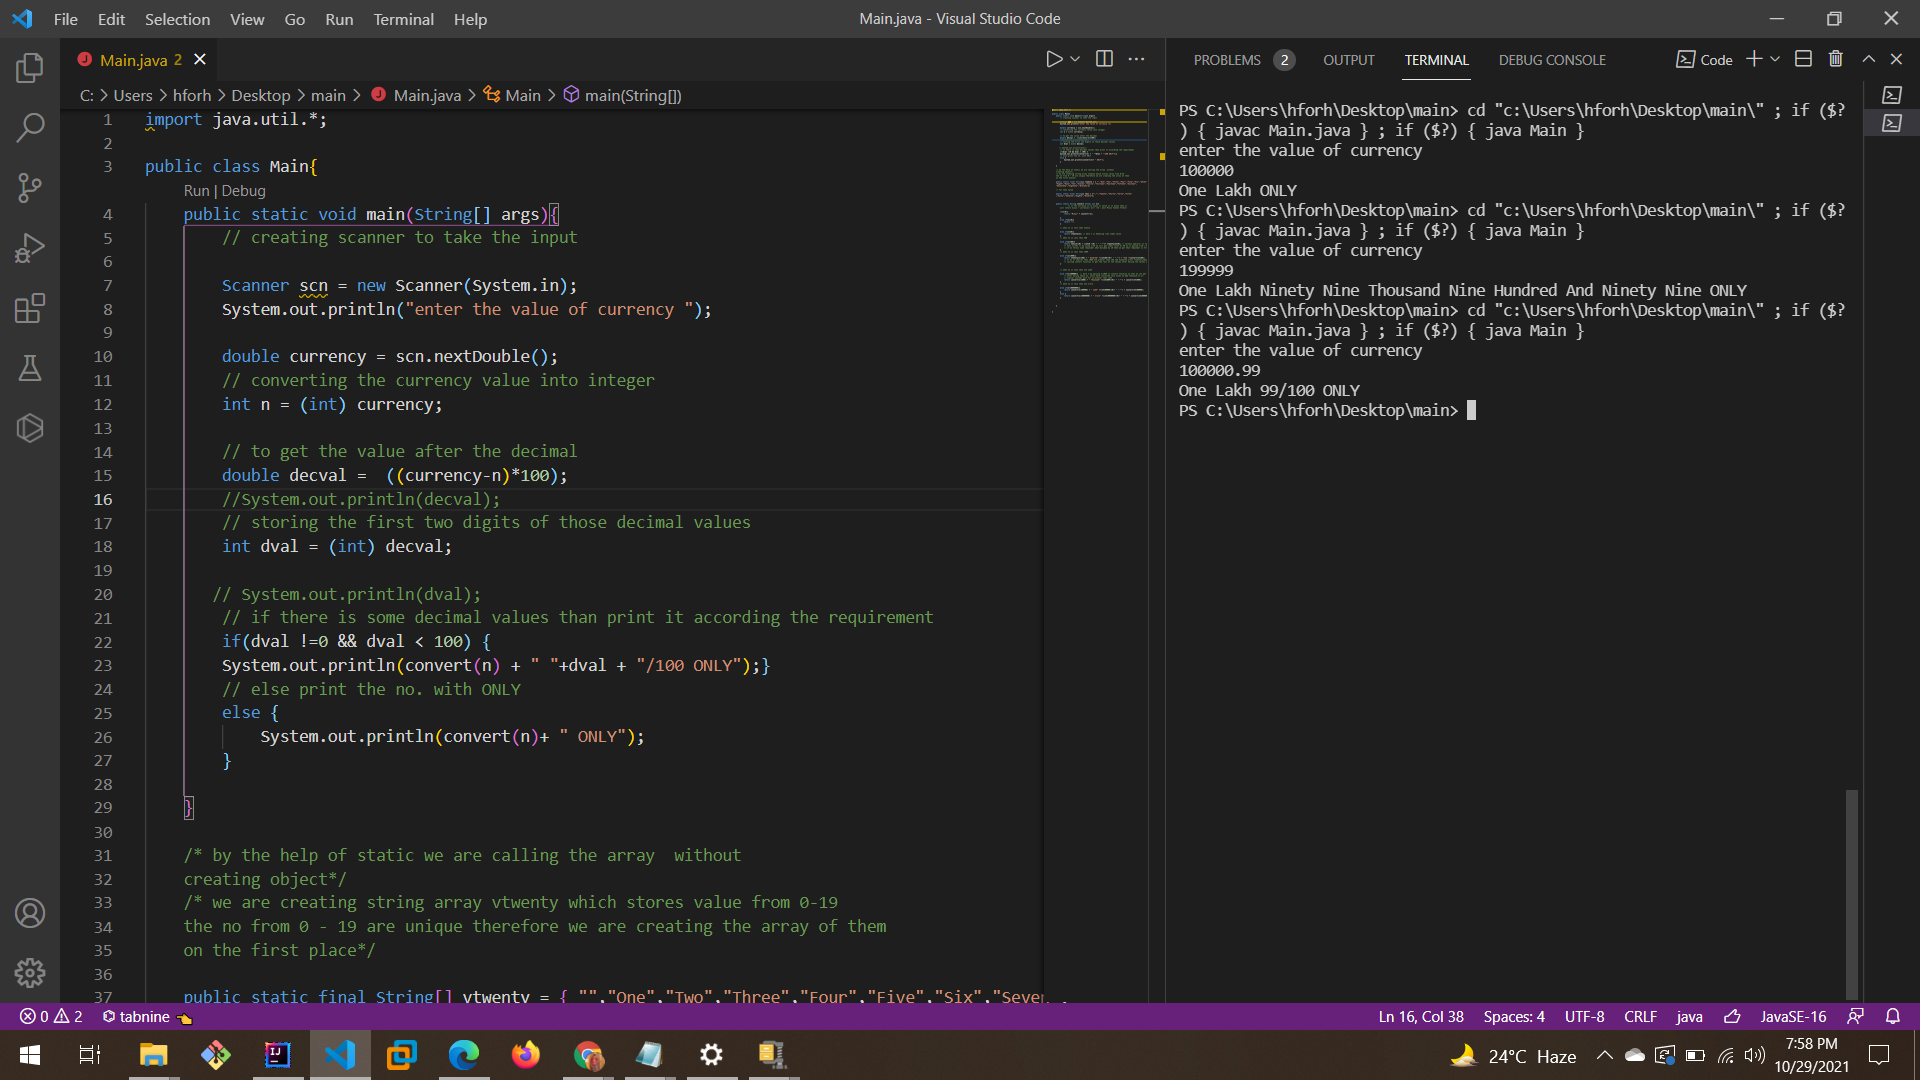 File Edit Selection View Go Run Terminal Help
Main.java - Visual Studio Code
Main.java 2
C: > Users > hforh > Desktop > main > Main.java > Main > main(String[])
1 import java.util.*;
2
3 public class Main{
Run | Debug
4 public static void main(String[] args){
5 // creating scanner to take the input
6
7 Scanner scn = new Scanner(System.in);
8 System.out.println("enter the value of currency ");
9
10 double currency = scn.nextDouble();
11 // converting the currency value into integer
12 int n = (int) currency;
13
14 // to get the value after the decimal
15 double decval =  ((currency-n)*100);
16 //System.out.println(decval);
17 // storing the first two digits of those decimal values
18 int dval = (int) decval;
19
20 // System.out.println(dval);
21 // if there is some decimal values than print it according the requirement
22 if(dval !=0 && dval < 100) {
23 System.out.println(convert(n) + " "+dval + "/100 ONLY");}
24 // else print the no. with ONLY
25 else {
26 System.out.println(convert(n)+ " ONLY");
27 }
28
29 }
30
31 /* by the help of static we are calling the array  without
32 creating object*/
33 /* we are creating string array vtwenty which stores value from 0-19
34 the no from 0 - 19 are unique therefore we are creating the array of them
35 on the first place*/
36
37 public static final String[] vtwenty = { "","One","Two","Three","Four","Five","Six","Seven
PROBLEMS 2 OUTPUT TERMINAL DEBUG CONSOLE
Code
PS C:\Users\hforh\Desktop\main> cd "c:\Users\hforh\Desktop\main\" ; if ($?
) { javac Main.java } ; if ($?) { java Main }
enter the value of currency
100000
One Lakh ONLY
PS C:\Users\hforh\Desktop\main> cd "c:\Users\hforh\Desktop\main\" ; if ($?
) { javac Main.java } ; if ($?) { java Main }
enter the value of currency
199999
One Lakh Ninety Nine Thousand Nine Hundred And Ninety Nine ONLY
PS C:\Users\hforh\Desktop\main> cd "c:\Users\hforh\Desktop\main\" ; if ($?
) { javac Main.java } ; if ($?) { java Main }
enter the value of currency
100000.99
One Lakh 99/100 ONLY
PS C:\Users\hforh\Desktop\main>
0 2 tabnine
Ln 16, Col 38 Spaces: 4 UTF-8 CRLF java JavaSE-16
24°C Haze
7:58 PM
10/29/2021